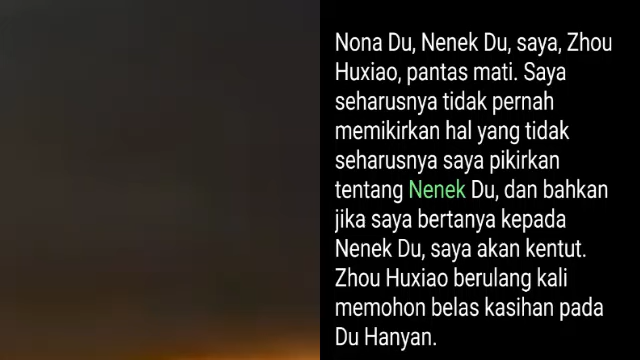 Nona Du, Nenek Du, saya, Zhou
Huxiao, pantas mati. Saya
seharusnya tidak pernah
memikirkan hal yang tidak
seharusnya saya pikirkan
tentang Nenek Du, dan bahkan
jika saya bertanya kepada
Nenek Du, saya akan kentut.
Zhou Huxiao berulang kali
memohon belas kasihan pada
Du Hanyan.